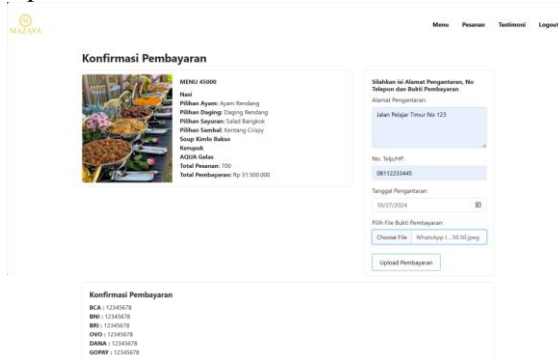 MAZAYA
Menu Pesanan Testimoni Logout
Konfirmasi Pembayaran
MENU 45000
Nasi
Pilihan Ayam: Ayam Rendang
Pilihan Daging: Daging Rendang
Pilihan Sayuran: Salad Bangkok
Pilihan Sambal: Kentang Crispy
Soup Kimlo Bakso
Kerupuk
AQUA Gelas
Total Pesanan: 700
Total Pembayaran: Rp 31.500.000
Silahkan isi Alamat Pengantaran, No
Telepon dan Bukti Pembayaran
Alamat Pengantaran:
Jalan Pelajar Timur No 123
No. Telp/HP:
08112233445
Tanggal Pengantaran:
10/27/2024
Pilih File Bukti Pembayaran:
Choose File WhatsApp I...50.50.jpeg
Upload Pembayaran
Konfirmasi Pembayaran
BCA : 12345678
BNI : 12345678
BRI : 12345678
OVO : 12345678
DANA : 12345678
GOPAY : 12345678